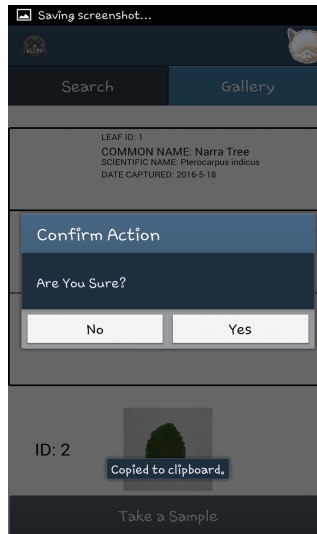 Saving screenshot...
ALLRY
Search
Gallery
LEAF ID: 1
COMMON NAME: Narra Tree
SCIENTIFIC NAME: Pterocarpus indicus
DATE CAPTURED: 2016-5-18
Confirm Action
Are You Sure?
No
Yes
ID: 2
Copied to clipboard.
Take a Sample